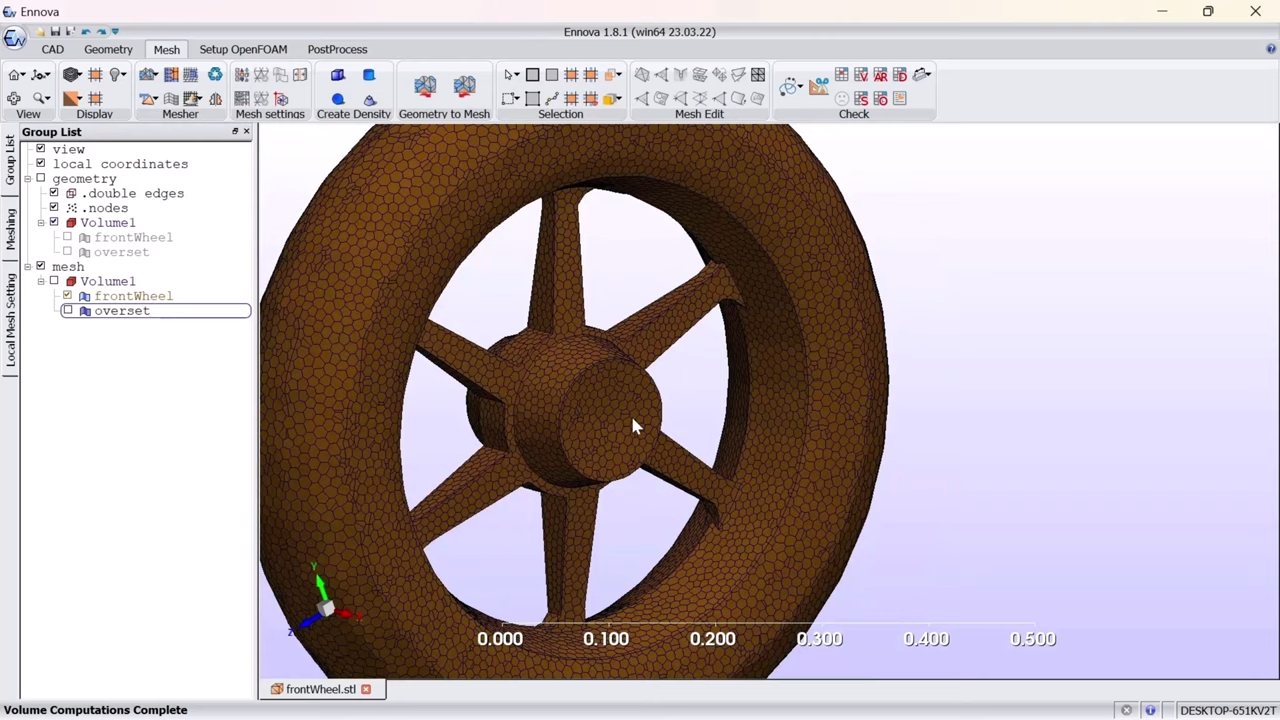 Ennova
Ennova 1.8.1 (win64 23.03.22)
CAD Geometry Mesh Setup OpenFOAM PostProcess
View Display Mesher Mesh settings Create Density Geometry to Mesh Selection Mesh Edit Check
Group List
view
local coordinates
geometry
.double edges
.nodes
Volume1
frontWheel
overset
mesh
Volume1
frontWheel
overset
Group List
Meshing
Local Mesh Setting
Y
X
Z
0.000 0.100 0.200 0.300 0.400 0.500
frontWheel.stl
Volume Computations Complete
DESKTOP-651KV2T